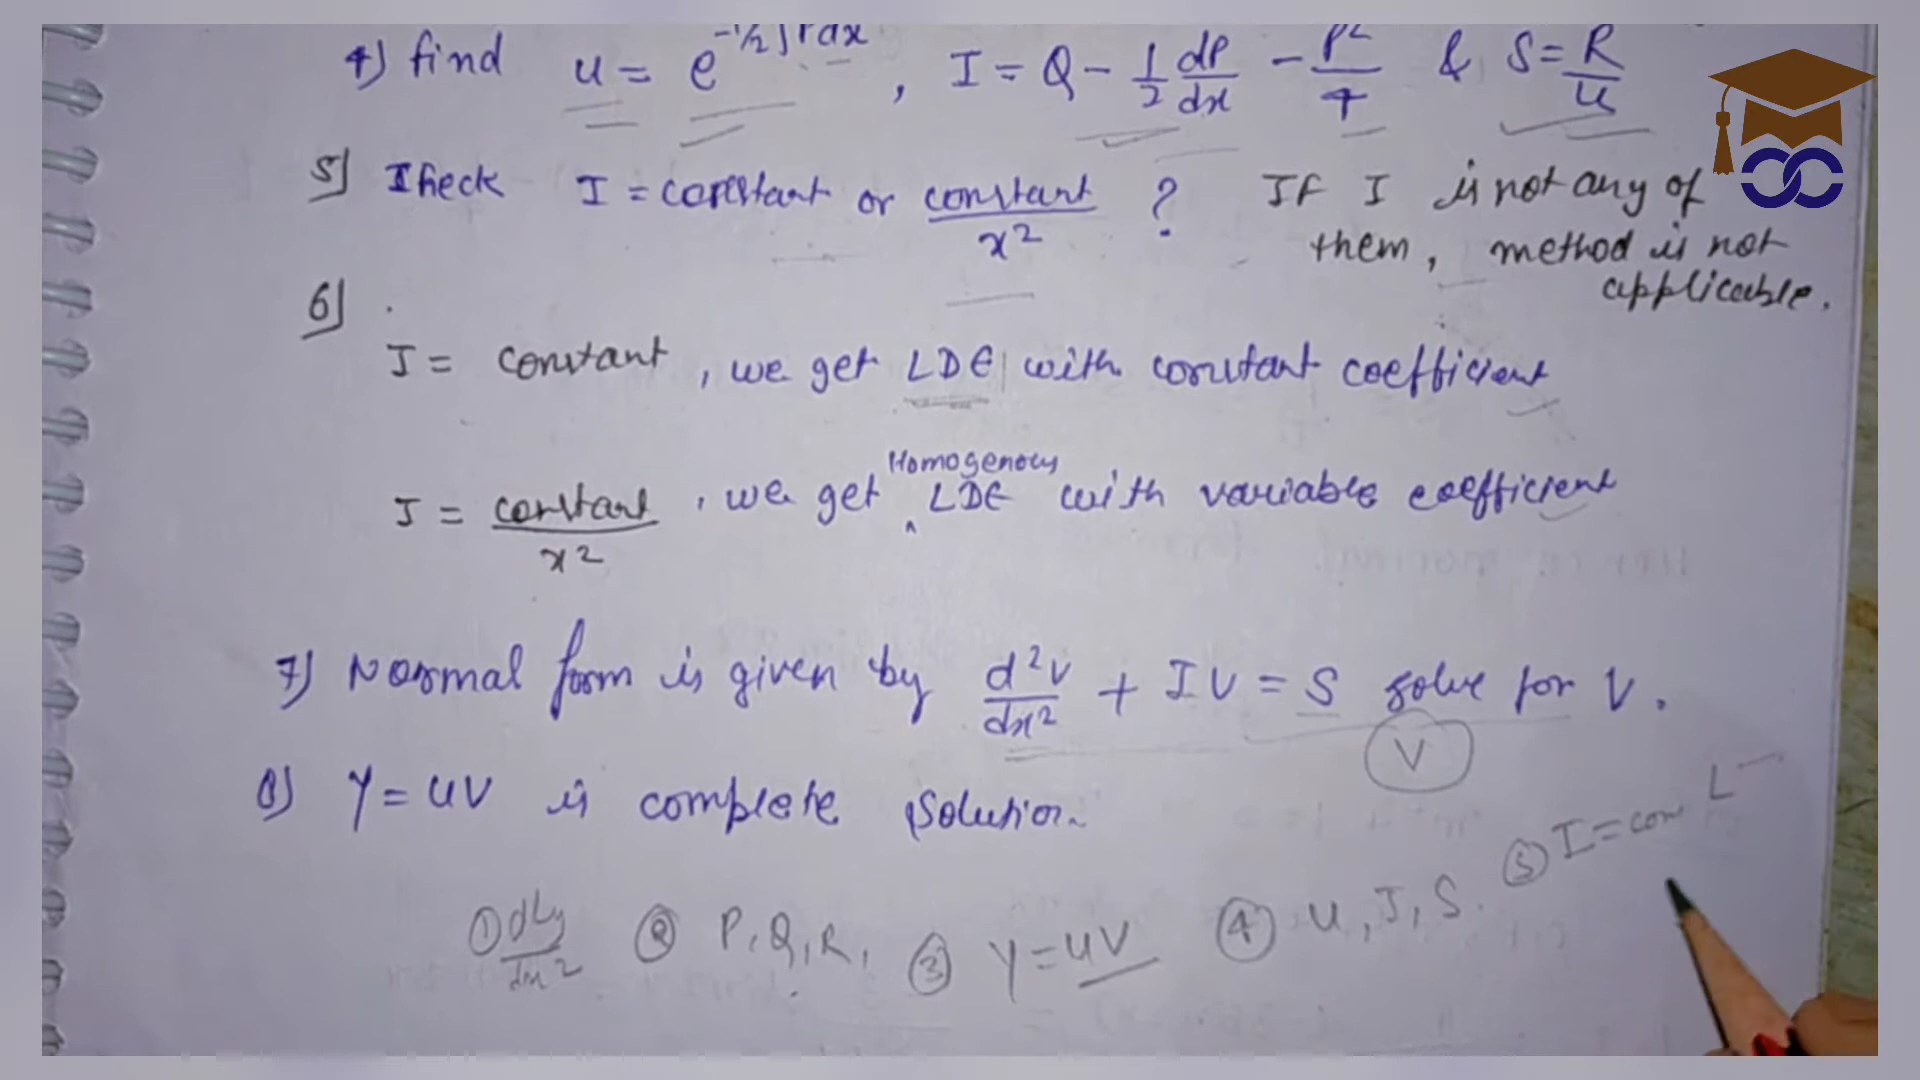 4) find u = e^{-1/2 ∫Pdx} , I = Q - 1/2 dP/dx - P²/4 & S = R/u
5] Check I = constant or constant/x² ? If I is not any of
them, method is not
applicable.
6]
I = constant , we get LDE with constant coefficient
Homogenous
I = constant/x² , we get ^ LDE with variable coefficient
7) Normal form is given by d²v/dx² + Iv = S solve for v.
V
8) Y = uv is complete solution.
① d²y/dx² ② P, Q, R, ③ Y = uv ④ u, I, S. ⑤ I = con